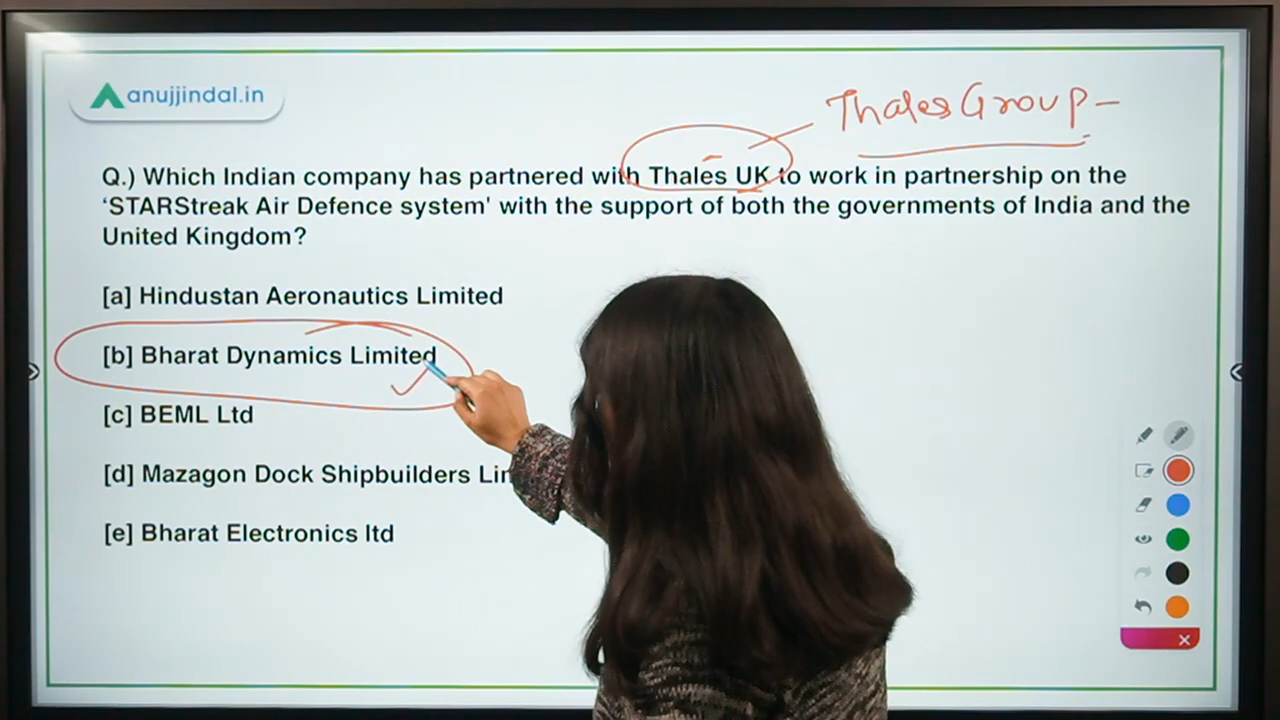 anujjindal.in
Thales Group -
Q.) Which Indian company has partnered with Thales UK to work in partnership on the
'STARStreak Air Defence system' with the support of both the governments of India and the
United Kingdom?
[a] Hindustan Aeronautics Limited
[b] Bharat Dynamics Limited
[c] BEML Ltd
[d] Mazagon Dock Shipbuilders
[e] Bharat Electronics ltd